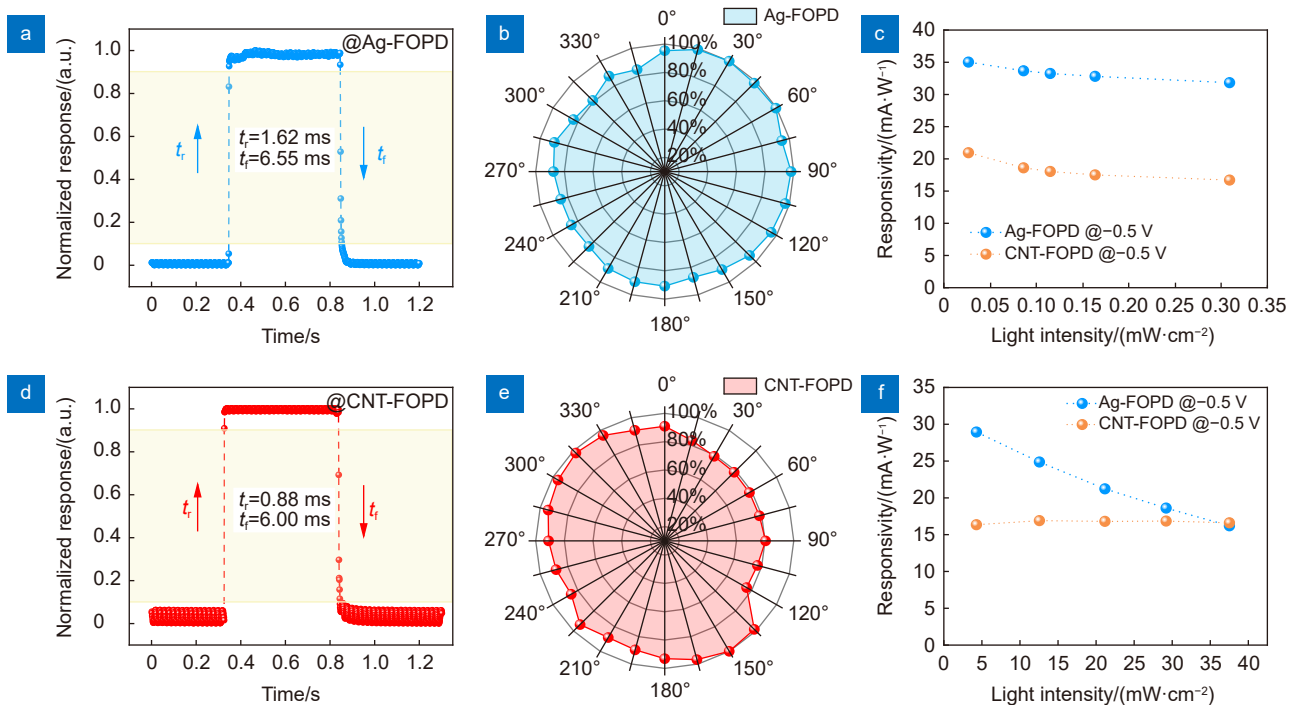 a
@Ag-FOPD
Normalized response/(a.u.)
1.0
0.8
0.6
0.4
0.2
0
tr
tr=1.62 ms
tf=6.55 ms
tf
0 0.2 0.4 0.6 0.8 1.0 1.2
Time/s
b
Ag-FOPD
0°
30°
60°
90°
120°
150°
180°
210°
240°
270°
300°
330°
100%
80%
60%
40%
20%
c
Responsivity/(mA·W⁻¹)
40
35
30
25
20
15
10
5
0
Ag-FOPD @−0.5 V
CNT-FOPD @−0.5 V
0 0.05 0.10 0.15 0.20 0.25 0.30 0.35
Light intensity/(mW·cm⁻²)
d
@CNT-FOPD
Normalized response/(a.u.)
1.0
0.8
0.6
0.4
0.2
0
tr
tr=0.88 ms
tf=6.00 ms
tf
0 0.2 0.4 0.6 0.8 1.0 1.2
Time/s
e
CNT-FOPD
0°
30°
60°
90°
120°
150°
180°
210°
240°
270°
300°
330°
100%
80%
60%
40%
20%
f
Responsivity/(mA·W⁻¹)
35
30
25
20
15
10
5
0
Ag-FOPD @−0.5 V
CNT-FOPD @−0.5 V
0 5 10 15 20 25 30 35 40
Light intensity/(mW·cm⁻²)